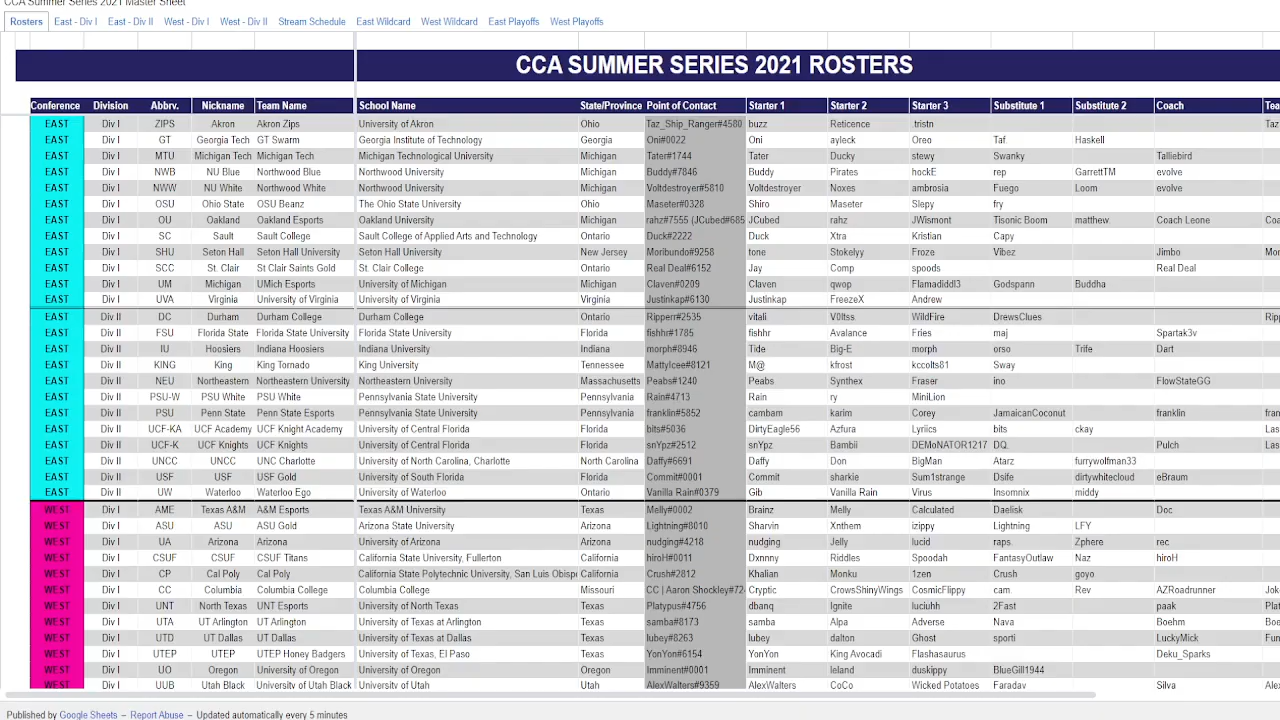 CCA Summer Series 2021 Master Sheet
Rosters East - Div I East - Div II West - Div I West - Div II Stream Schedule East Wildcard West Wildcard East Playoffs West Playoffs
CCA SUMMER SERIES 2021 ROSTERS
Conference Division Abbrv. Nickname Team Name School Name State/Province Point of Contact Starter 1 Starter 2 Starter 3 Substitute 1 Substitute 2 Coach Tea
EAST Div I ZIPS Akron Akron Zips University of Akron Ohio Taz_Ship_Ranger#4580 buzz Reticence .tristn Taz
EAST Div I GT Georgia Tech GT Swarm Georgia Institute of Technology Georgia Oni#0022 Oni ayleck Oreo Taf Haskell
EAST Div I MTU Michigan Tech Michigan Tech Michigan Technological University Michigan Tater#1744 Tater Ducky stewy Swanky Talliebird
EAST Div I NWB NU Blue Northwood Blue Northwood University Michigan Buddy#7846 Buddy Pirates hockE rep GarrettTM evolve
EAST Div I NWW NU White Northwood White Northwood University Michigan Voltdestroyer#5810 Voltdestroyer Noxes ambrosia Fuego Loom evolve
EAST Div I OSU Ohio State OSU Beanz The Ohio State University Ohio Maseter#0328 Shiro Maseter Slepy fry
EAST Div I OU Oakland Oakland Esports Oakland University Michigan rahz#7555 (JCubed#685 JCubed rahz JWismont Tisonic Boom matthew Coach Leone Coa
EAST Div I SC Sault Sault College Sault College of Applied Arts and Technology Ontario Duck#2222 Duck Xtra Kristian Capy
EAST Div I SHU Seton Hall Seton Hall University Seton Hall University New Jersey Moribundo#9258 tone Stokelyy Froze Vibez Jimbo Mor
EAST Div I SCC St. Clair St Clair Saints Gold St. Clair College Ontario Real Deal#6152 Jay Comp spoods Real Deal
EAST Div I UM Michigan UMich Esports University of Michigan Michigan Claven#0209 Claven qwop Flamadiddl3 Godspann Buddha
EAST Div I UVA Virginia University of Virginia University of Virginia Virginia Justinkap#6130 Justinkap FreezeX Andrew
EAST Div II DC Durham Durham College Durham College Ontario Ripperr#2535 vitali V0ltss WildFire DrewsClues Ripp
EAST Div II FSU Florida State Florida State University Florida State University Florida fishhr#1785 fishhr Avalance Fries maj Spartak3v
EAST Div II IU Hoosiers Indiana Hoosiers Indiana University Indiana morph#8946 Tide Big-E morph orso Trife Dart
EAST Div II KING King King Tornado King University Tennessee MattyIcee#8121 M@ kfrost kccolts81 Sway
EAST Div II NEU Northeastern Northeastern University Northeastern University Massachusetts Peabs#1240 Peabs Synthex Fraser ino FlowStateGG
EAST Div II PSU-W PSU White PSU White Pennsylvania State University Pennsylvania Rain#4713 Rain ry MiniLion
EAST Div II PSU Penn State Penn State Esports Pennsylvania State University Pennsylvania franklin#5852 cambam karim Corey JamaicanCoconut franklin fran
EAST Div II UCF-KA UCF Academy UCF Knight Academy University of Central Florida Florida bits#5036 DirtyEagle56 Azfura Lyriics bits ckay Las
EAST Div II UCF-K UCF Knights UCF Knights University of Central Florida Florida snYpz#2512 snYpz Bambii DEMoNATOR1217 DQ. Pulch Las
EAST Div II UNCC UNCC UNC Charlotte University of North Carolina, Charlotte North Carolina Daffy#6691 Daffy Don BigMan Atarz furrywolfman33
EAST Div II USF USF USF Gold University of South Florida Florida Commit#0001 Commit sharkie Sum1strange Dsife dirtywhitecloud eBraum
EAST Div II UW Waterloo Waterloo Ego University of Waterloo Ontario Vanilla Rain#0379 Gib Vanilla Rain Virus Insomnix middy
WEST Div I AME Texas A&M A&M Esports Texas A&M University Texas Melly#0002 Brainz Melly Calculated Daelisk Doc
WEST Div I ASU ASU ASU Gold Arizona State University Arizona Lightning#8010 Sharvin Xnthem izippy Lightning LFY
WEST Div I UA Arizona Arizona University of Arizona Arizona nudging#4218 nudging Jelly lucid raps. Zphere rec
WEST Div I CSUF CSUF CSUF Titans California State University, Fullerton California hiroH#0011 Dxnnny Riddles Spoodah FantasyOutlaw Naz hiroH
WEST Div I CP Cal Poly Cal Poly California State Polytechnic University, San Luis Obispo California Crush#2812 Khalian Monku 1zen Crush goyo
WEST Div I CC Columbia Columbia College Columbia College Missouri CC | Aaron Shockley#72 Cryptic CrowsShinyWings CosmicFlippy cam. Rev AZRoadrunner Jok
WEST Div I UNT North Texas UNT Esports University of North Texas Texas Platypus#4756 dbanq Ignite luciuhh 2Fast paak Plat
WEST Div I UTA UT Arlington UT Arlington University of Texas at Arlington Texas samba#8173 samba Alpa Adverse Nava Boehm Boe
WEST Div I UTD UT Dallas UT Dallas University of Texas at Dallas Texas lubey#8263 lubey dalton Ghost sporti LuckyMick Fru
WEST Div I UTEP UTEP UTEP Honey Badgers University of Texas, El Paso Texas YonYon#6154 YonYon King Avocadi Flashasaurus Deku_Sparks
WEST Div I UO Oregon University of Oregon University of Oregon Oregon Imminent#0001 Imminent leland duskippy BlueGill1944
WEST Div I UUB Utah Black University of Utah Black University of Utah Utah AlexWalters#9359 AlexWalters CoCo Wicked Potatoes Faraday Silva Alex
Published by Google Sheets – Report Abuse – Updated automatically every 5 minutes